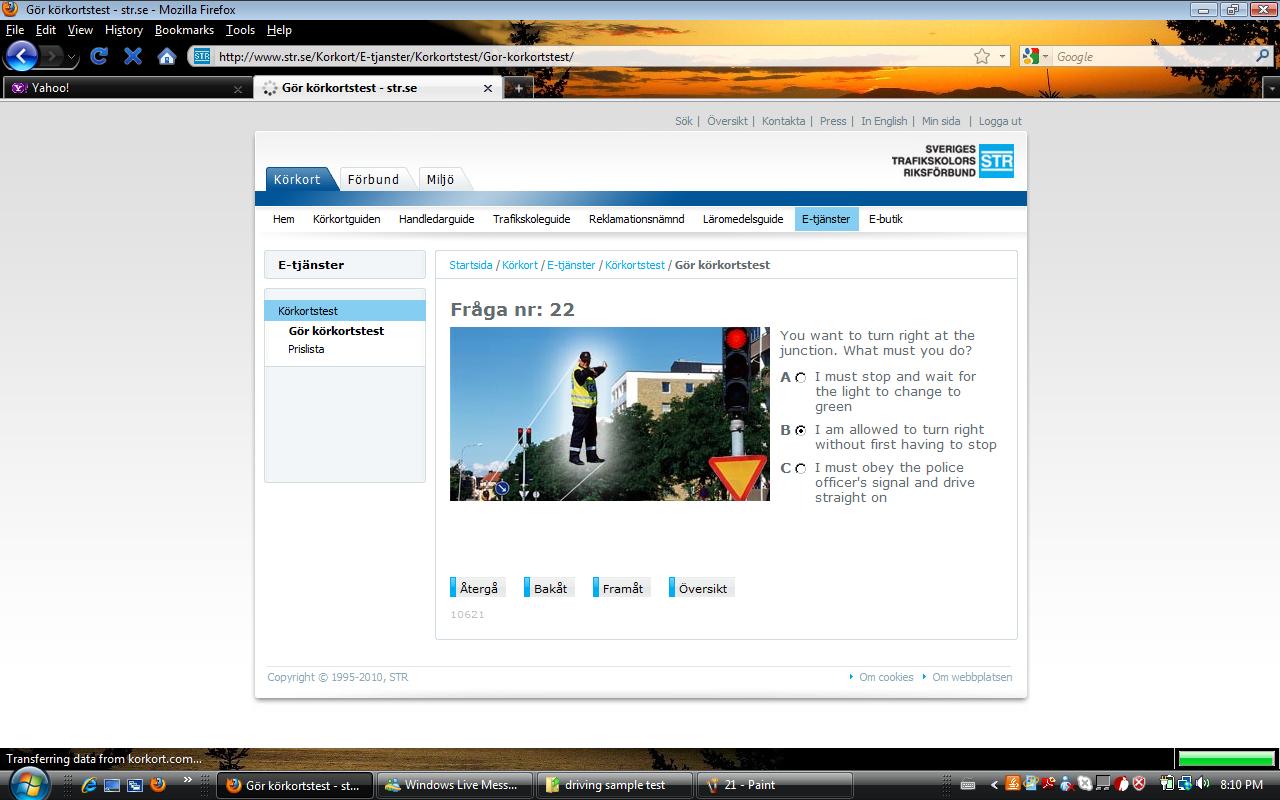 Gör körkortstest - str.se - Mozilla Firefox
File Edit View History Bookmarks Tools Help
STR http://www.str.se/Korkort/E-tjanster/Korkortstest/Gor-korkortstest/ Google
Yahoo! Gör körkortstest - str.se
Sök | Översikt | Kontakta | Press | In English | Min sida | Logga ut
SVERIGES
TRAFIKSKOLORS
RIKSFÖRBUND
STR
Körkort Förbund Miljö
Hem Körkortguiden Handledarguide Trafikskoleguide Reklamationsnämnd Läromedelsguide E-tjänster E-butik
E-tjänster
Körkortstest
Gör körkortstest
Prislista
Startsida / Körkort / E-tjänster / Körkortstest / Gör körkortstest
Fråga nr: 22
You want to turn right at the
junction. What must you do?
A I must stop and wait for
the light to change to
green
B I am allowed to turn right
without first having to stop
C I must obey the police
officer's signal and drive
straight on
Återgå Bakåt Framåt Översikt
10621
Copyright © 1995-2010, STR
Om cookies Om webbplatsen
Transferring data from korkort.com...
Gör körkortstest - st... Windows Live Mess... driving sample test 21 - Paint 8:10 PM